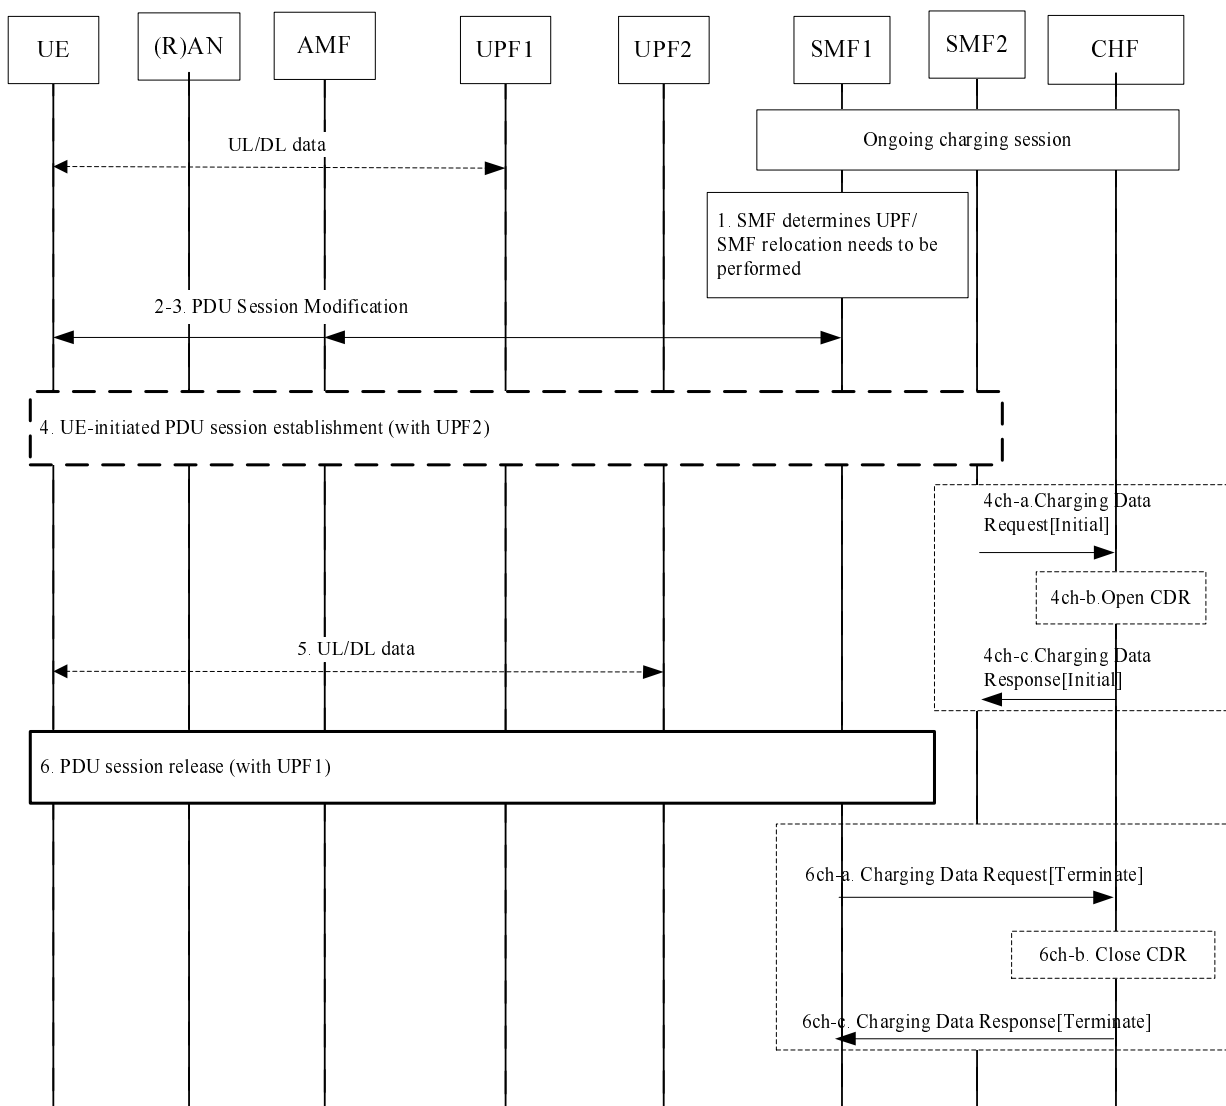 UE
(R)AN
AMF
UPF1
UPF2
SMF1
SMF2
CHF
Ongoing charging session
UL/DL data
1. SMF determines UPF/
SMF relocation needs to be
performed
2-3. PDU Session Modification
4. UE-initiated PDU session establishment (with UPF2)
4ch-a.Charging Data
Request[Initial]
4ch-b.Open CDR
5. UL/DL data
4ch-c.Charging Data
Response[Initial]
6. PDU session release (with UPF1)
6ch-a. Charging Data Request[Terminate]
6ch-b. Close CDR
6ch-c. Charging Data Response[Terminate]